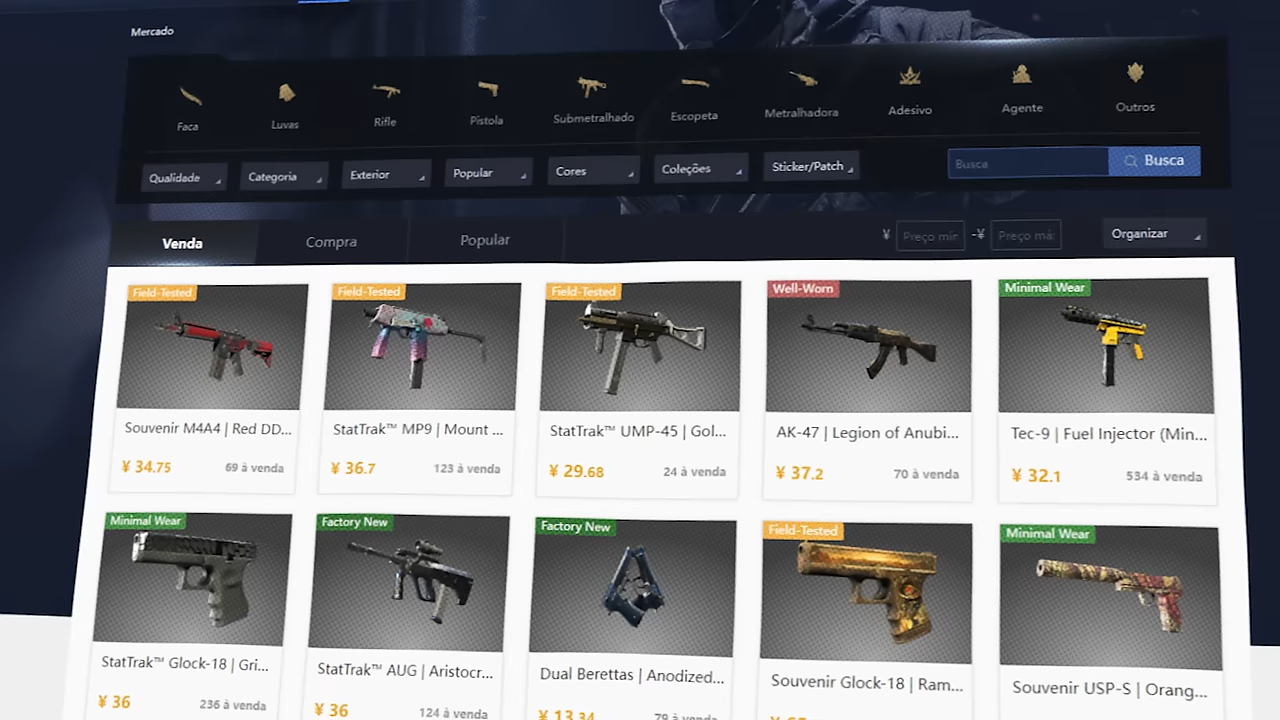 Mercado
Faca
Luvas
Rifle
Pistola
Submetralhado
Escopeta
Metralhadora
Adesivo
Agente
Outros
Qualidade
Categoria
Exterior
Popular
Cores
Coleções
Sticker/Patch
Busca
Busca
Venda
Compra
Popular
¥ Preço mín -¥ Preço má
Organizar
Field-Tested
Field-Tested
Field-Tested
Well-Worn
Minimal Wear
Souvenir M4A4 | Red DD...
StatTrak™ MP9 | Mount ...
StatTrak™ UMP-45 | Gol...
AK-47 | Legion of Anubi...
Tec-9 | Fuel Injector (Min...
¥ 34.75 69 à venda
¥ 36.7 123 à venda
¥ 29.68 24 à venda
¥ 37.2 70 à venda
¥ 32.1 534 à venda
Minimal Wear
Factory New
Factory New
Field-Tested
Minimal Wear
StatTrak™ Glock-18 | Gri...
StatTrak™ AUG | Aristocr...
Dual Berettas | Anodized...
Souvenir Glock-18 | Ram...
Souvenir USP-S | Orang...
¥ 36 236 à venda
¥ 36 124 à venda
¥ 13.34 79 à venda